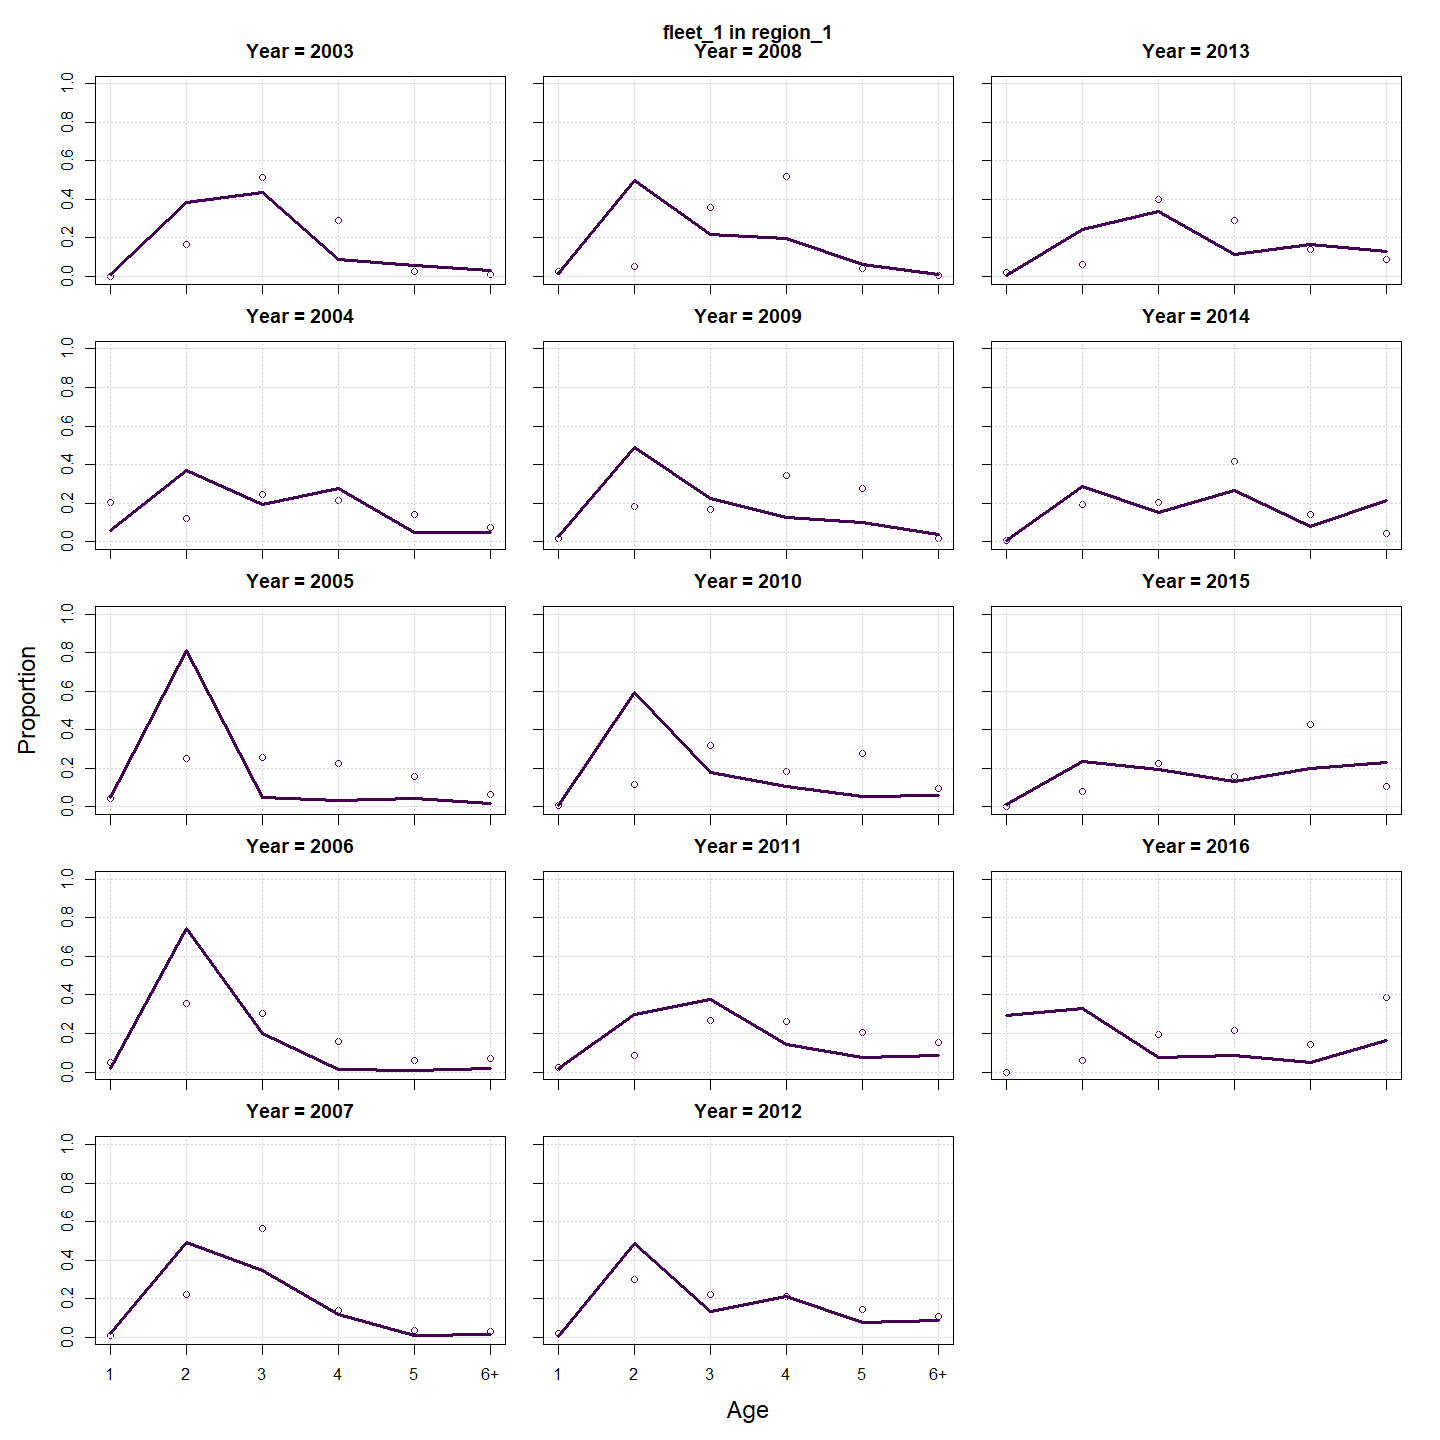 fleet_1 in region_1
Year = 2003
Year = 2008
Year = 2013
1.0
0.8
0.6
0.4
0.2
0.0
Year = 2004
Year = 2009
Year = 2014
1.0
0.8
0.6
0.4
0.2
0.0
Year = 2005
Year = 2010
Year = 2015
1.0
0.8
0.6
0.4
0.2
0.0
Proportion
Year = 2006
Year = 2011
Year = 2016
1.0
0.8
0.6
0.4
0.2
0.0
Year = 2007
Year = 2012
1.0
0.8
0.6
0.4
0.2
0.0
1 2 3 4 5 6+
1 2 3 4 5 6+
Age